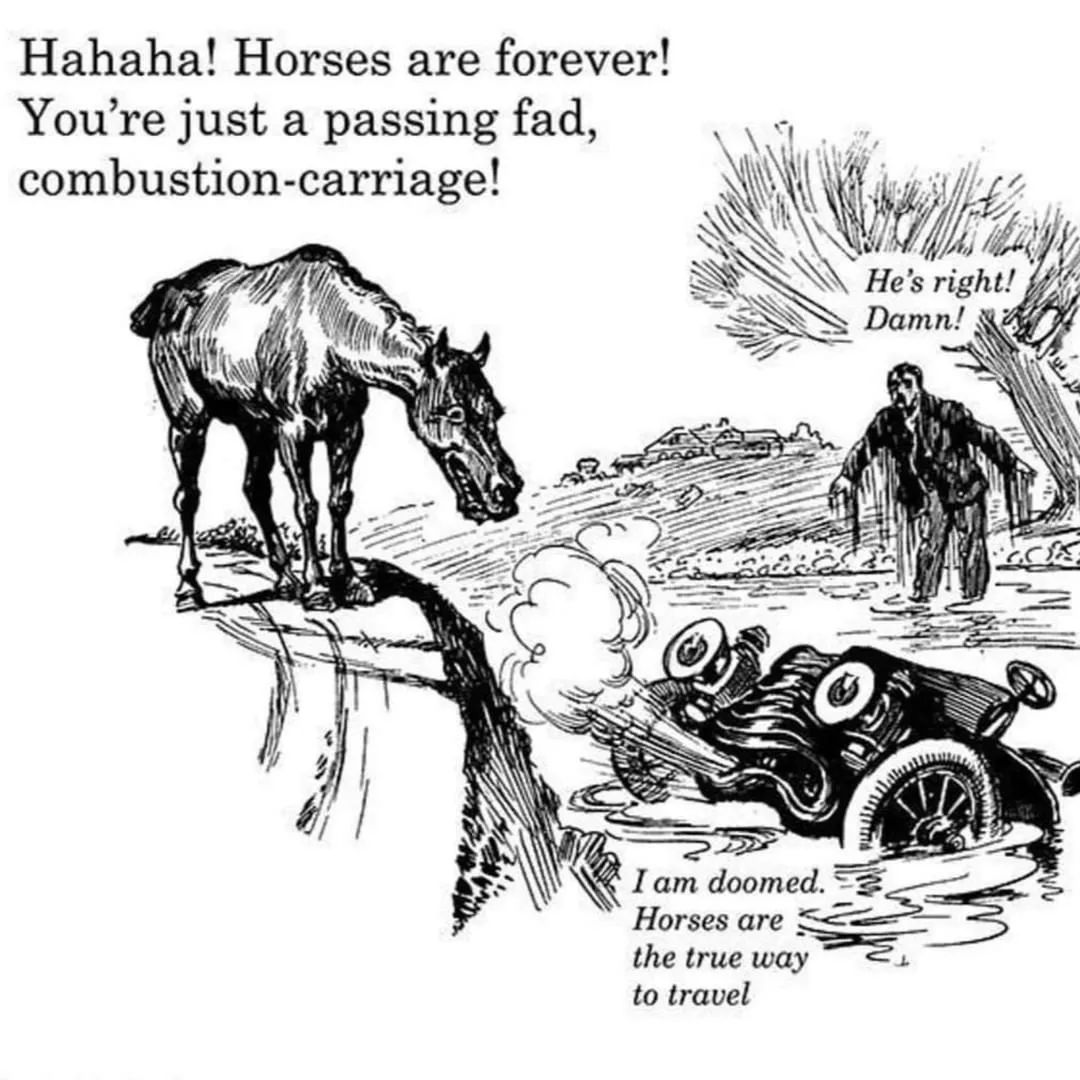 Hahaha! Horses are forever!
You're just a passing fad,
combustion-carriage!
He's right!
Damn!
I am doomed.
Horses are
the true way
to travel